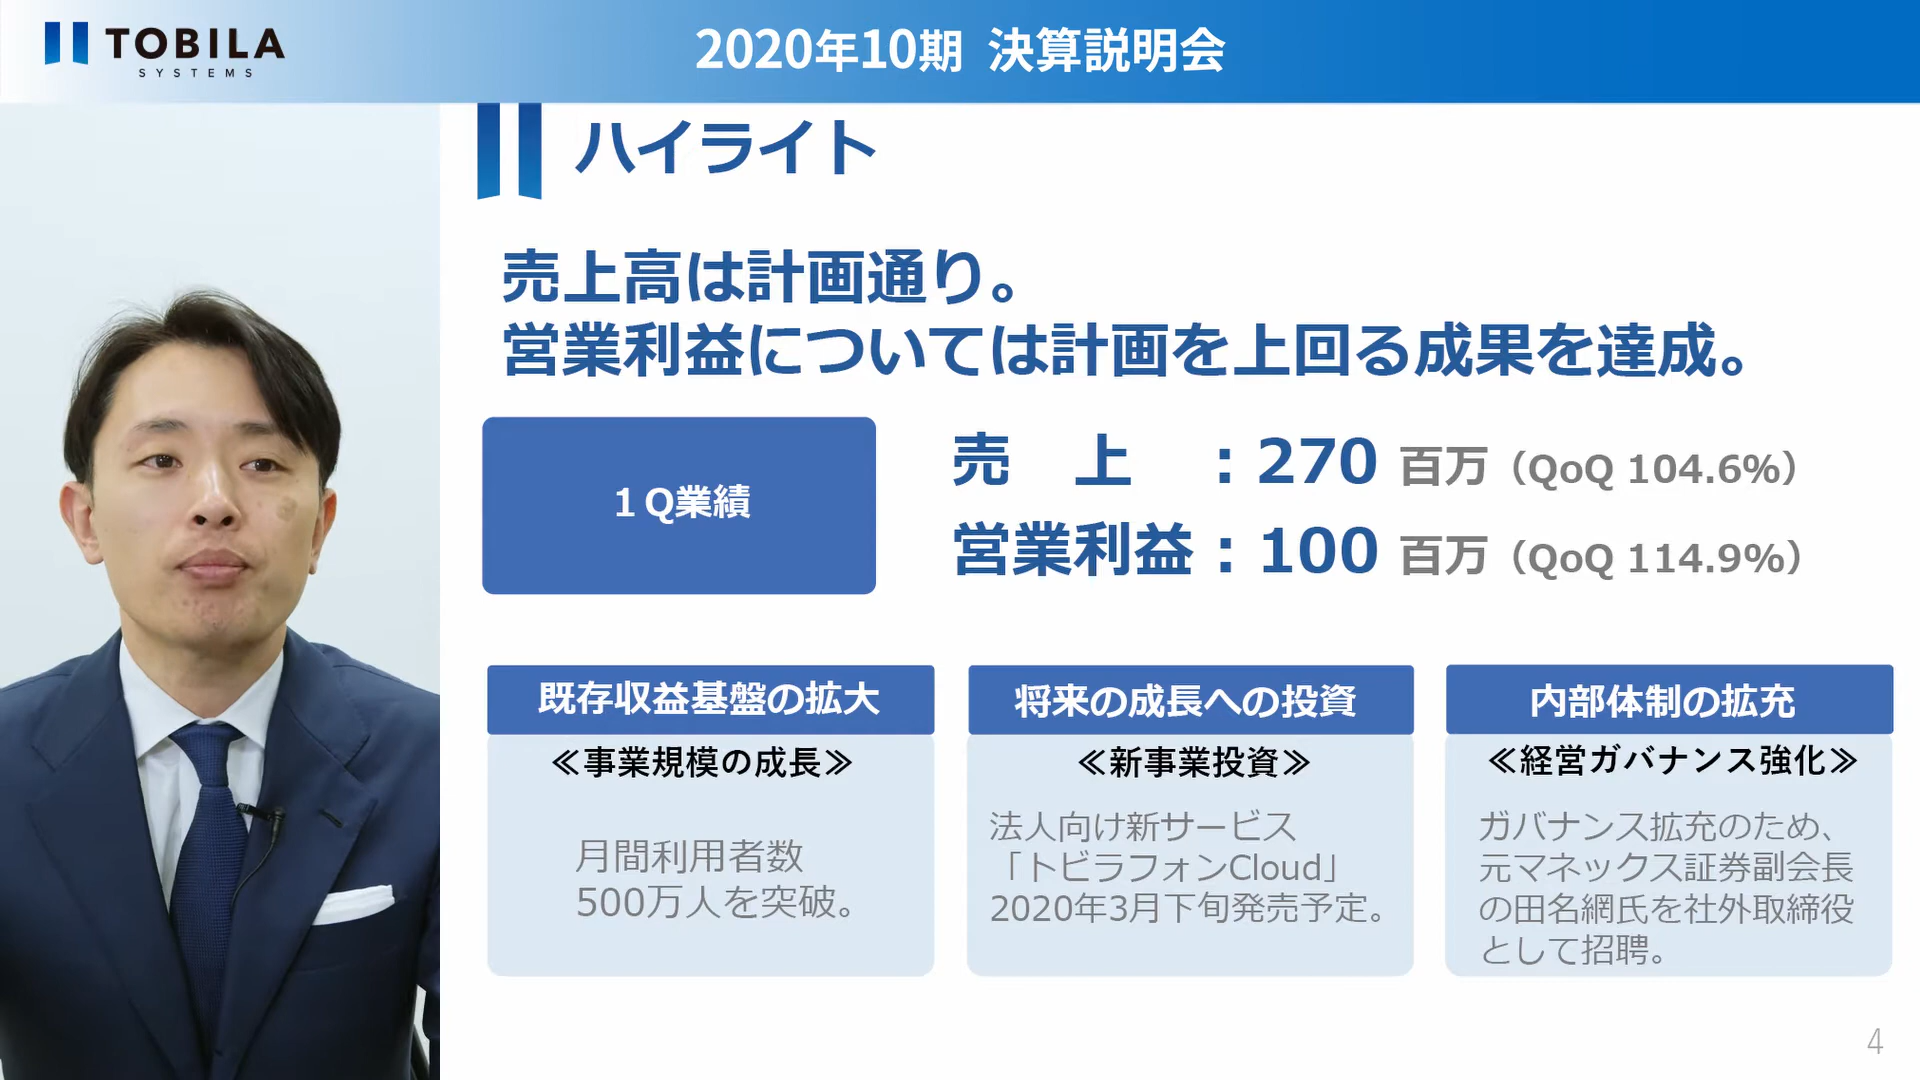 TOBILA
SYSTEMS
2020年10期 決算説明会
ハイライト
売上高は計画通り。
営業利益については計画を上回る成果を達成。
１Q業績
売　上　：270 百万（QoQ 104.6%）
営業利益：100 百万（QoQ 114.9%）
既存収益基盤の拡大
≪事業規模の成長≫
月間利用者数
500万人を突破。
将来の成長への投資
≪新事業投資≫
法人向け新サービス
「トビラフォンCloud」
2020年3月下旬発売予定。
内部体制の拡充
≪経営ガバナンス強化≫
ガバナンス拡充のため、
元マネックス証券副会長
の田名網氏を社外取締役
として招聘。
4